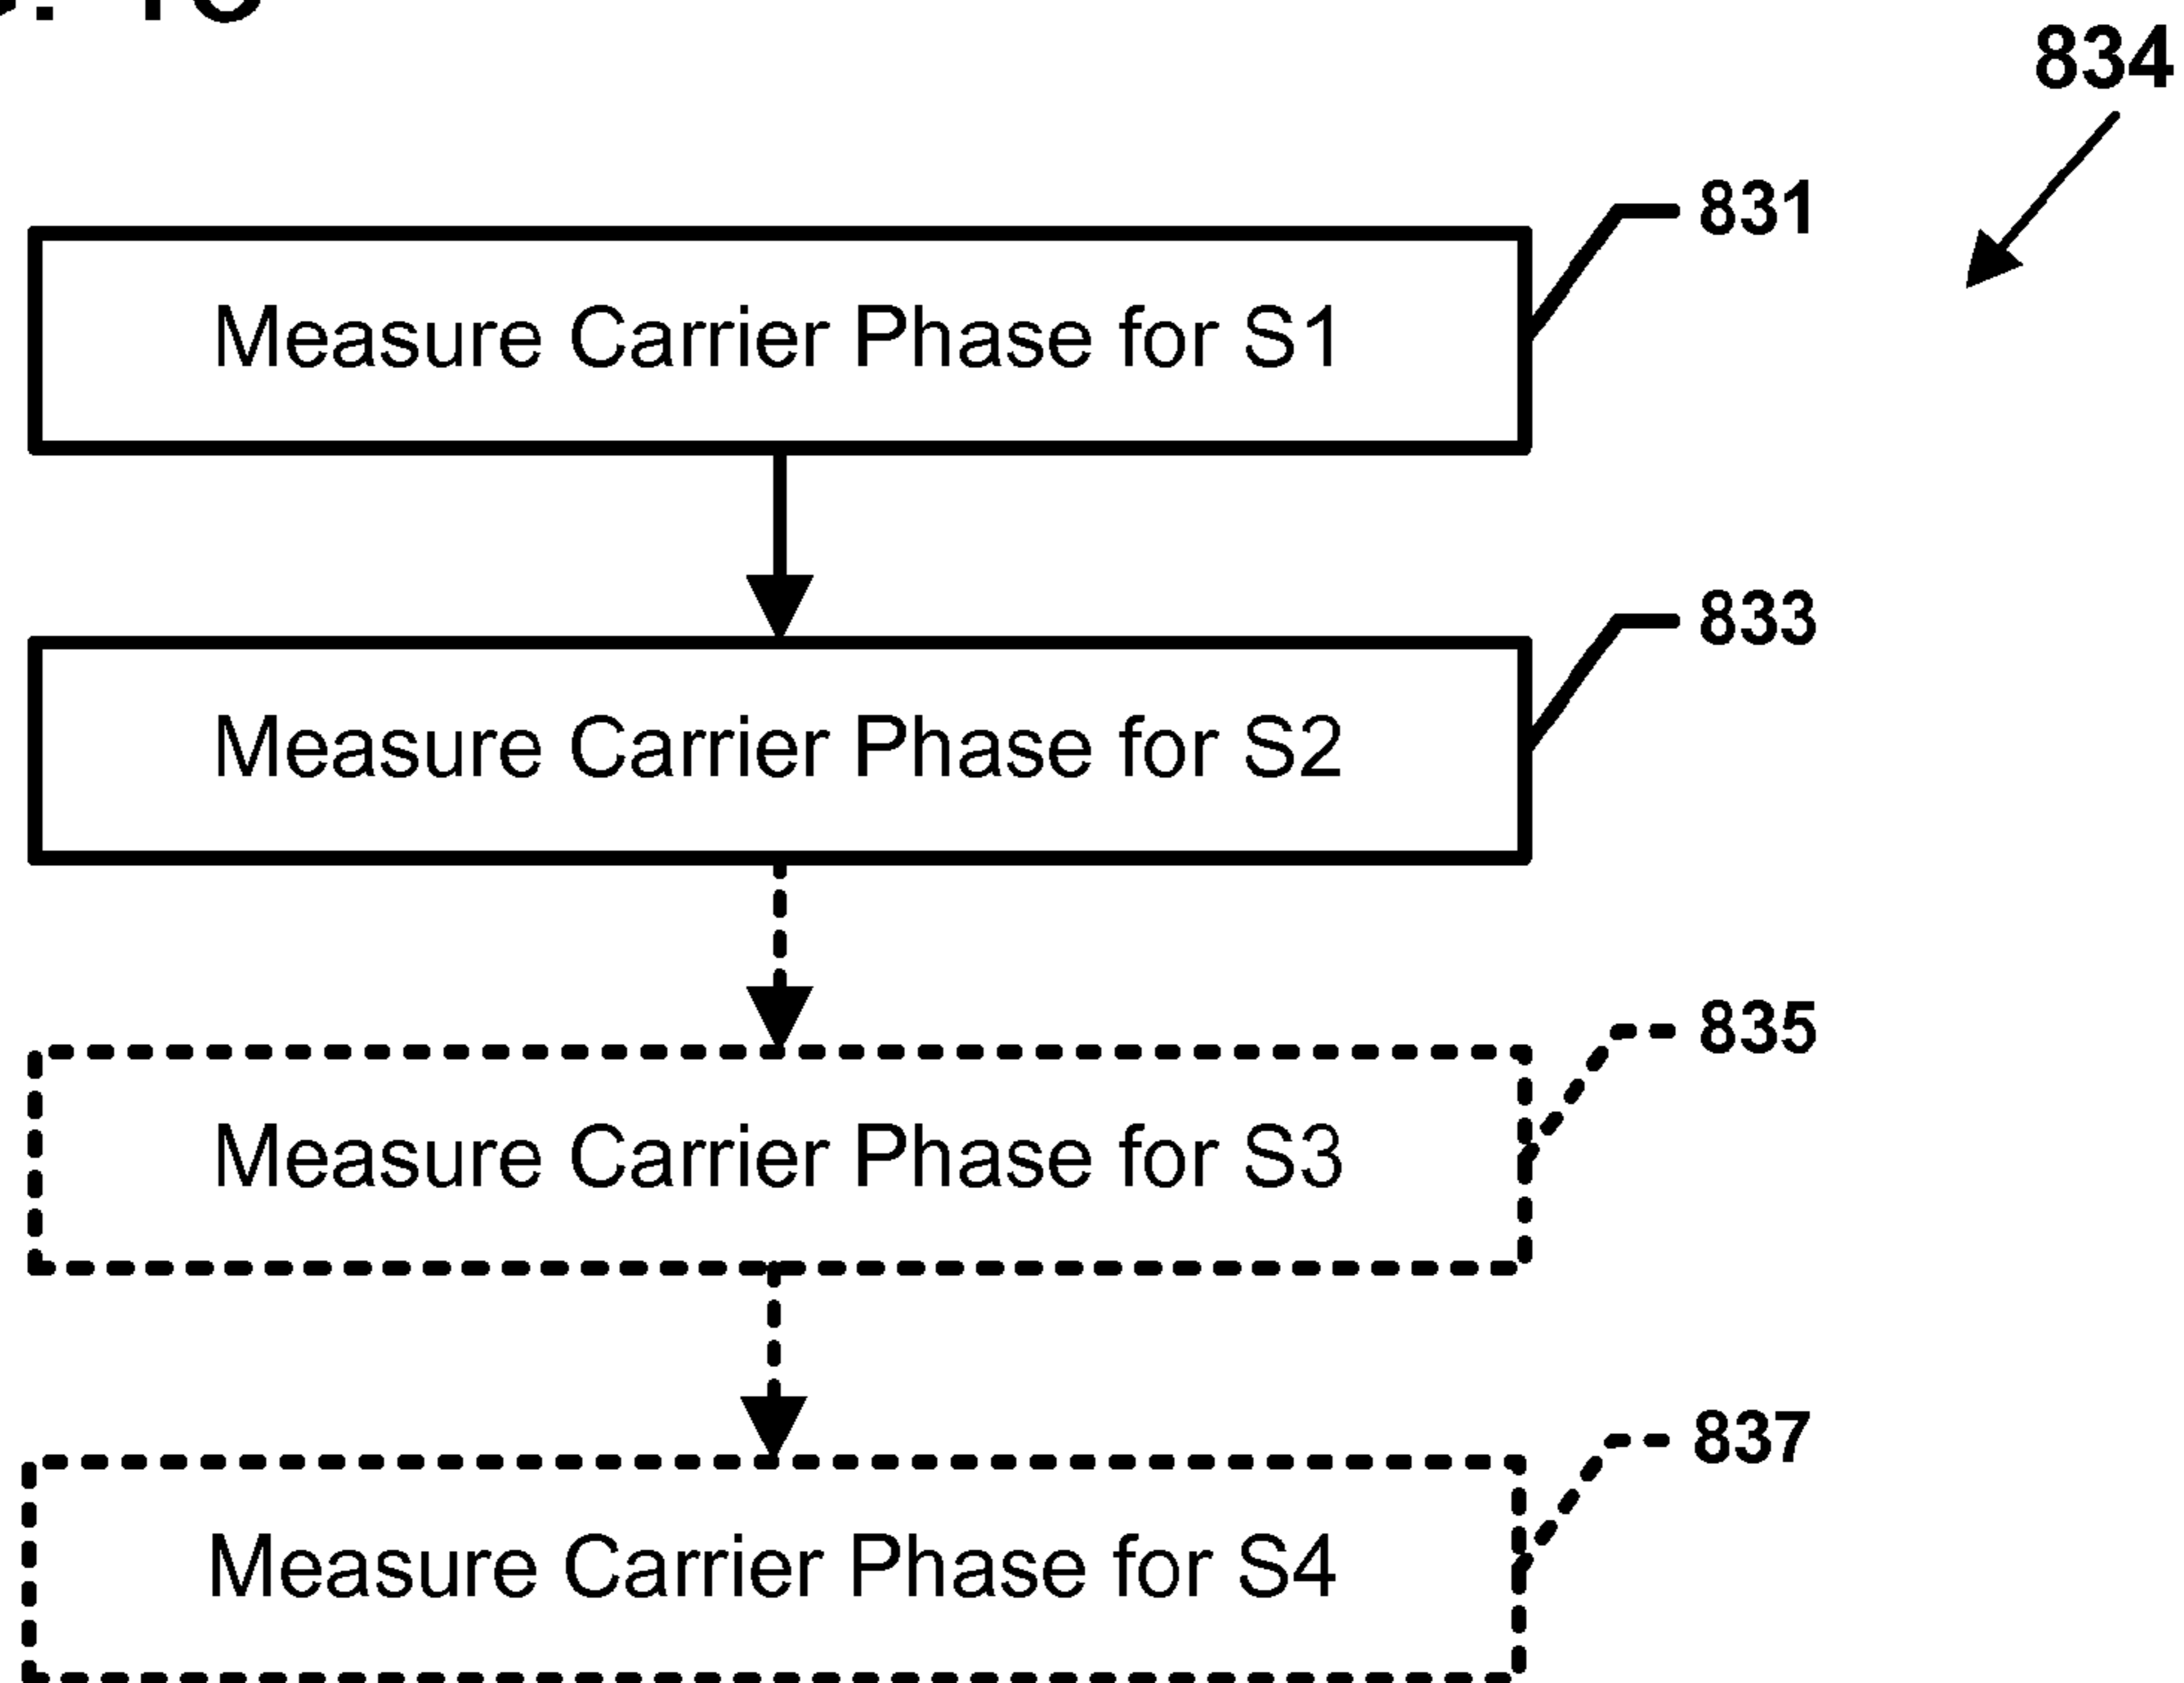 834
831
Measure Carrier Phase for S1
833
Measure Carrier Phase for S2
835
Measure Carrier Phase for S3
837
Measure Carrier Phase for S4